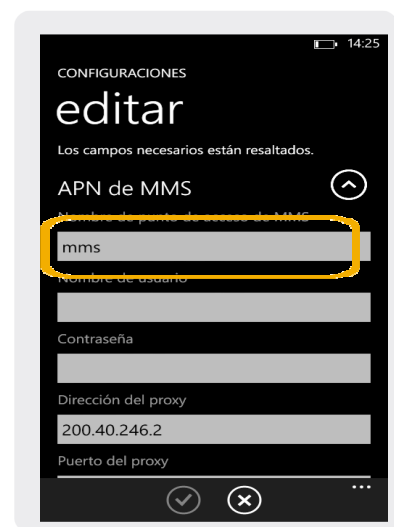 14:25
CONFIGURACIONES
editar
Los campos necesarios están resaltados.
APN de MMS
Nombre de punto de acceso de MMS
mms
Nombre de usuario
Contraseña
Dirección del proxy
200.40.246.2
Puerto del proxy